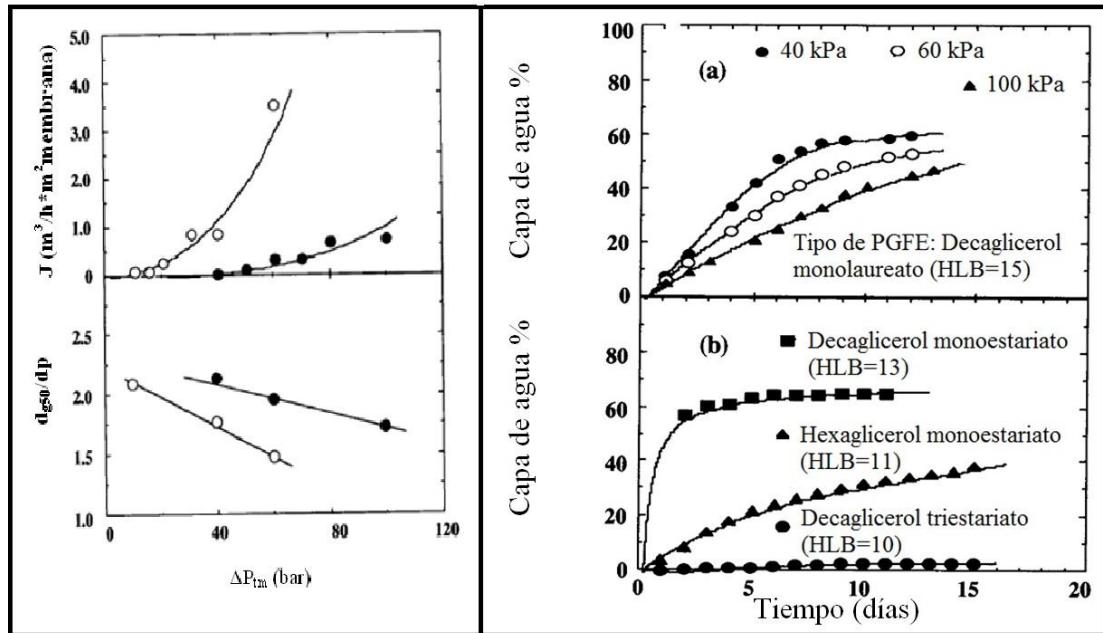 J (m³/h*m²membrana)
5.0
4.0
3.0
2.0
1.0
0
dg50/dp
2.5
2.0
1.5
1.0
0
40
80
120
ΔPtm (bar)
Capa de agua %
100
80
60
40
20
0
(a)
40 kPa
60 kPa
100 kPa
Tipo de PGFE: Decaglicerol
monolaureato (HLB=15)
Capa de agua %
80
60
40
20
0
(b)
Decaglicerol monoestariato
(HLB=13)
Hexaglicerol monoestariato
(HLB=11)
Decaglicerol triestariato
(HLB=10)
0
5
10
15
20
Tiempo (días)